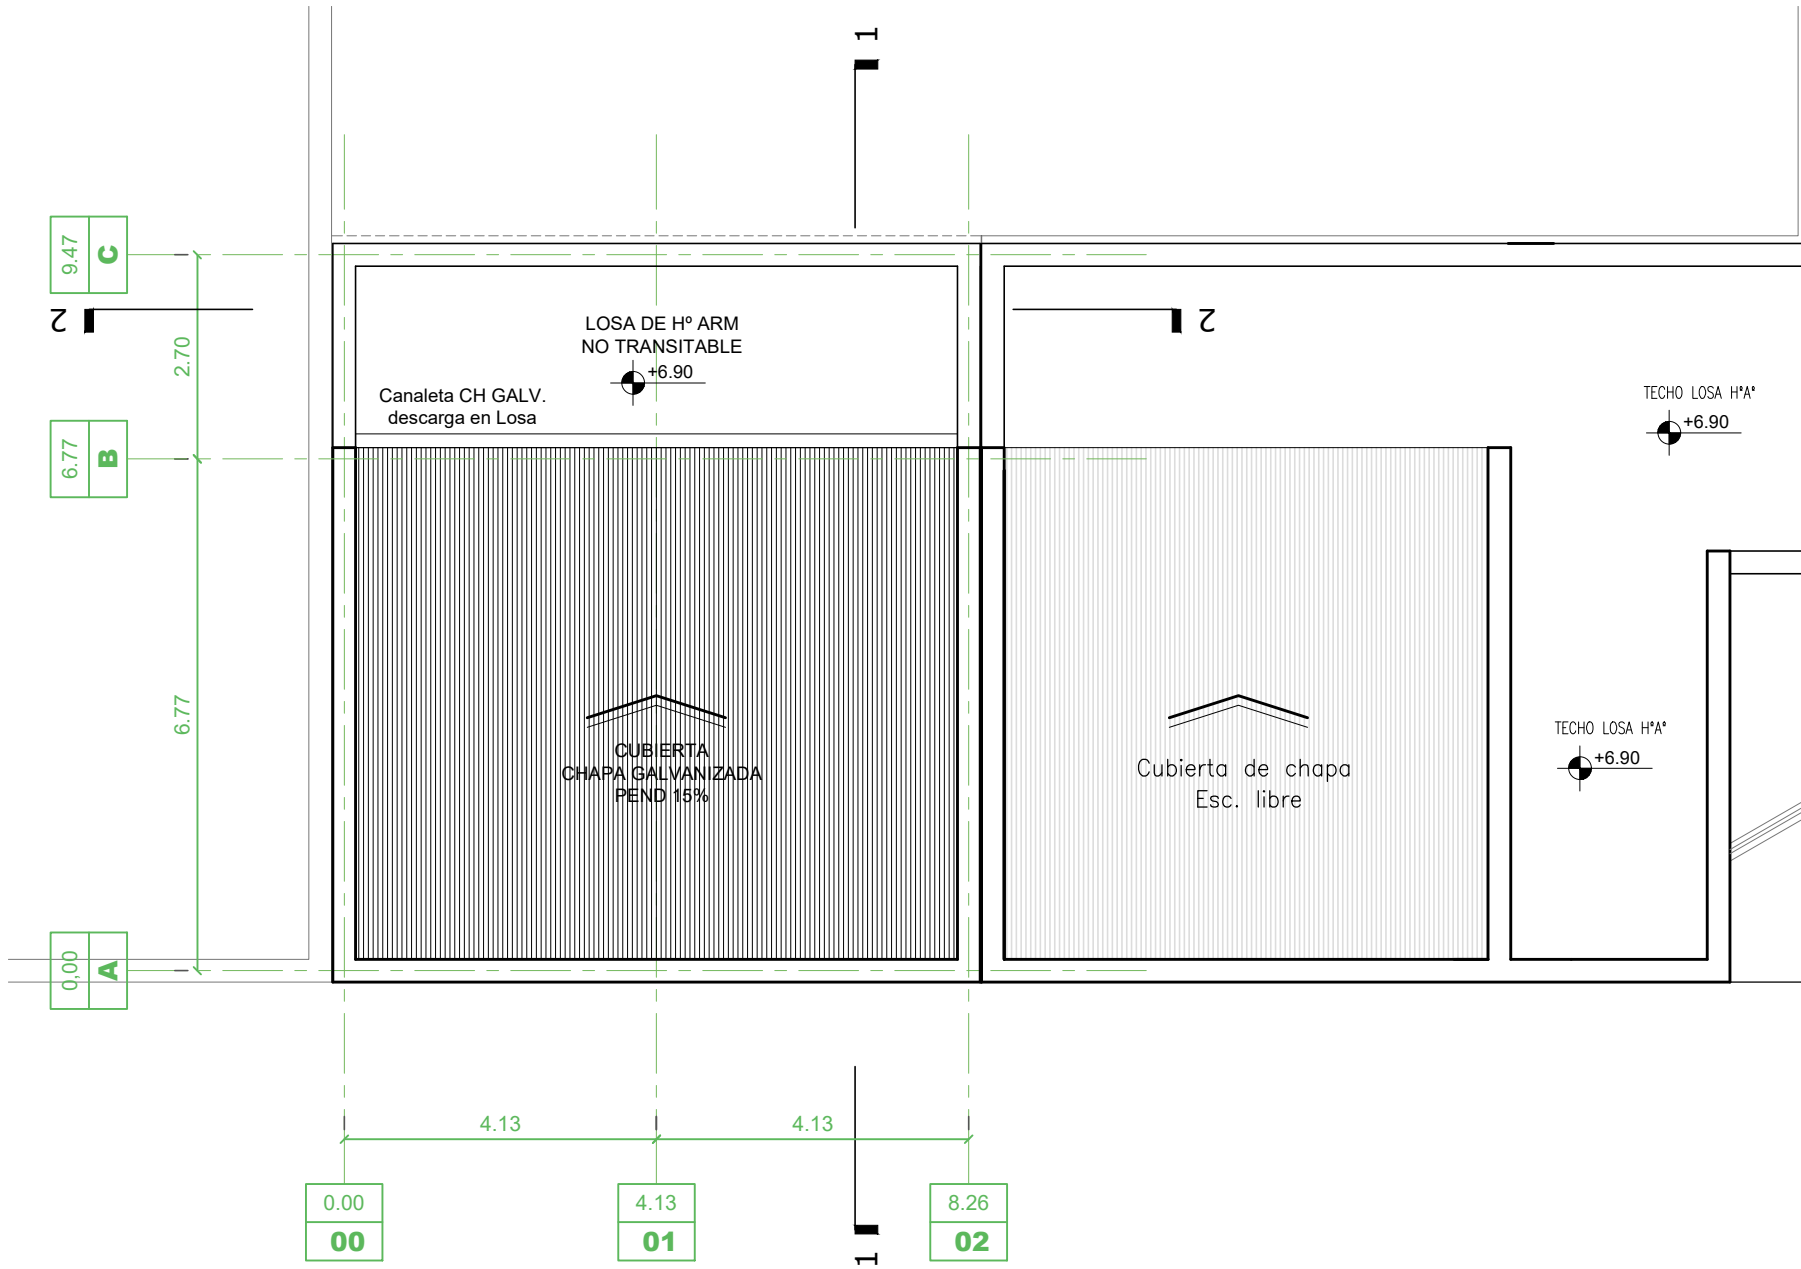 1
9.47
C
2
2
LOSA DE Hº ARM
NO TRANSITABLE
+6.90
2.70
Canaleta CH GALV.
descarga en Losa
TECHO LOSA HºAº
+6.90
6.77
B
6.77
CUBIERTA
CHAPA GALVANIZADA
PEND 15%
Cubierta de chapa
Esc. libre
TECHO LOSA HºAº
+6.90
0,00
A
4.13
4.13
0.00
00
4.13
01
8.26
02
1